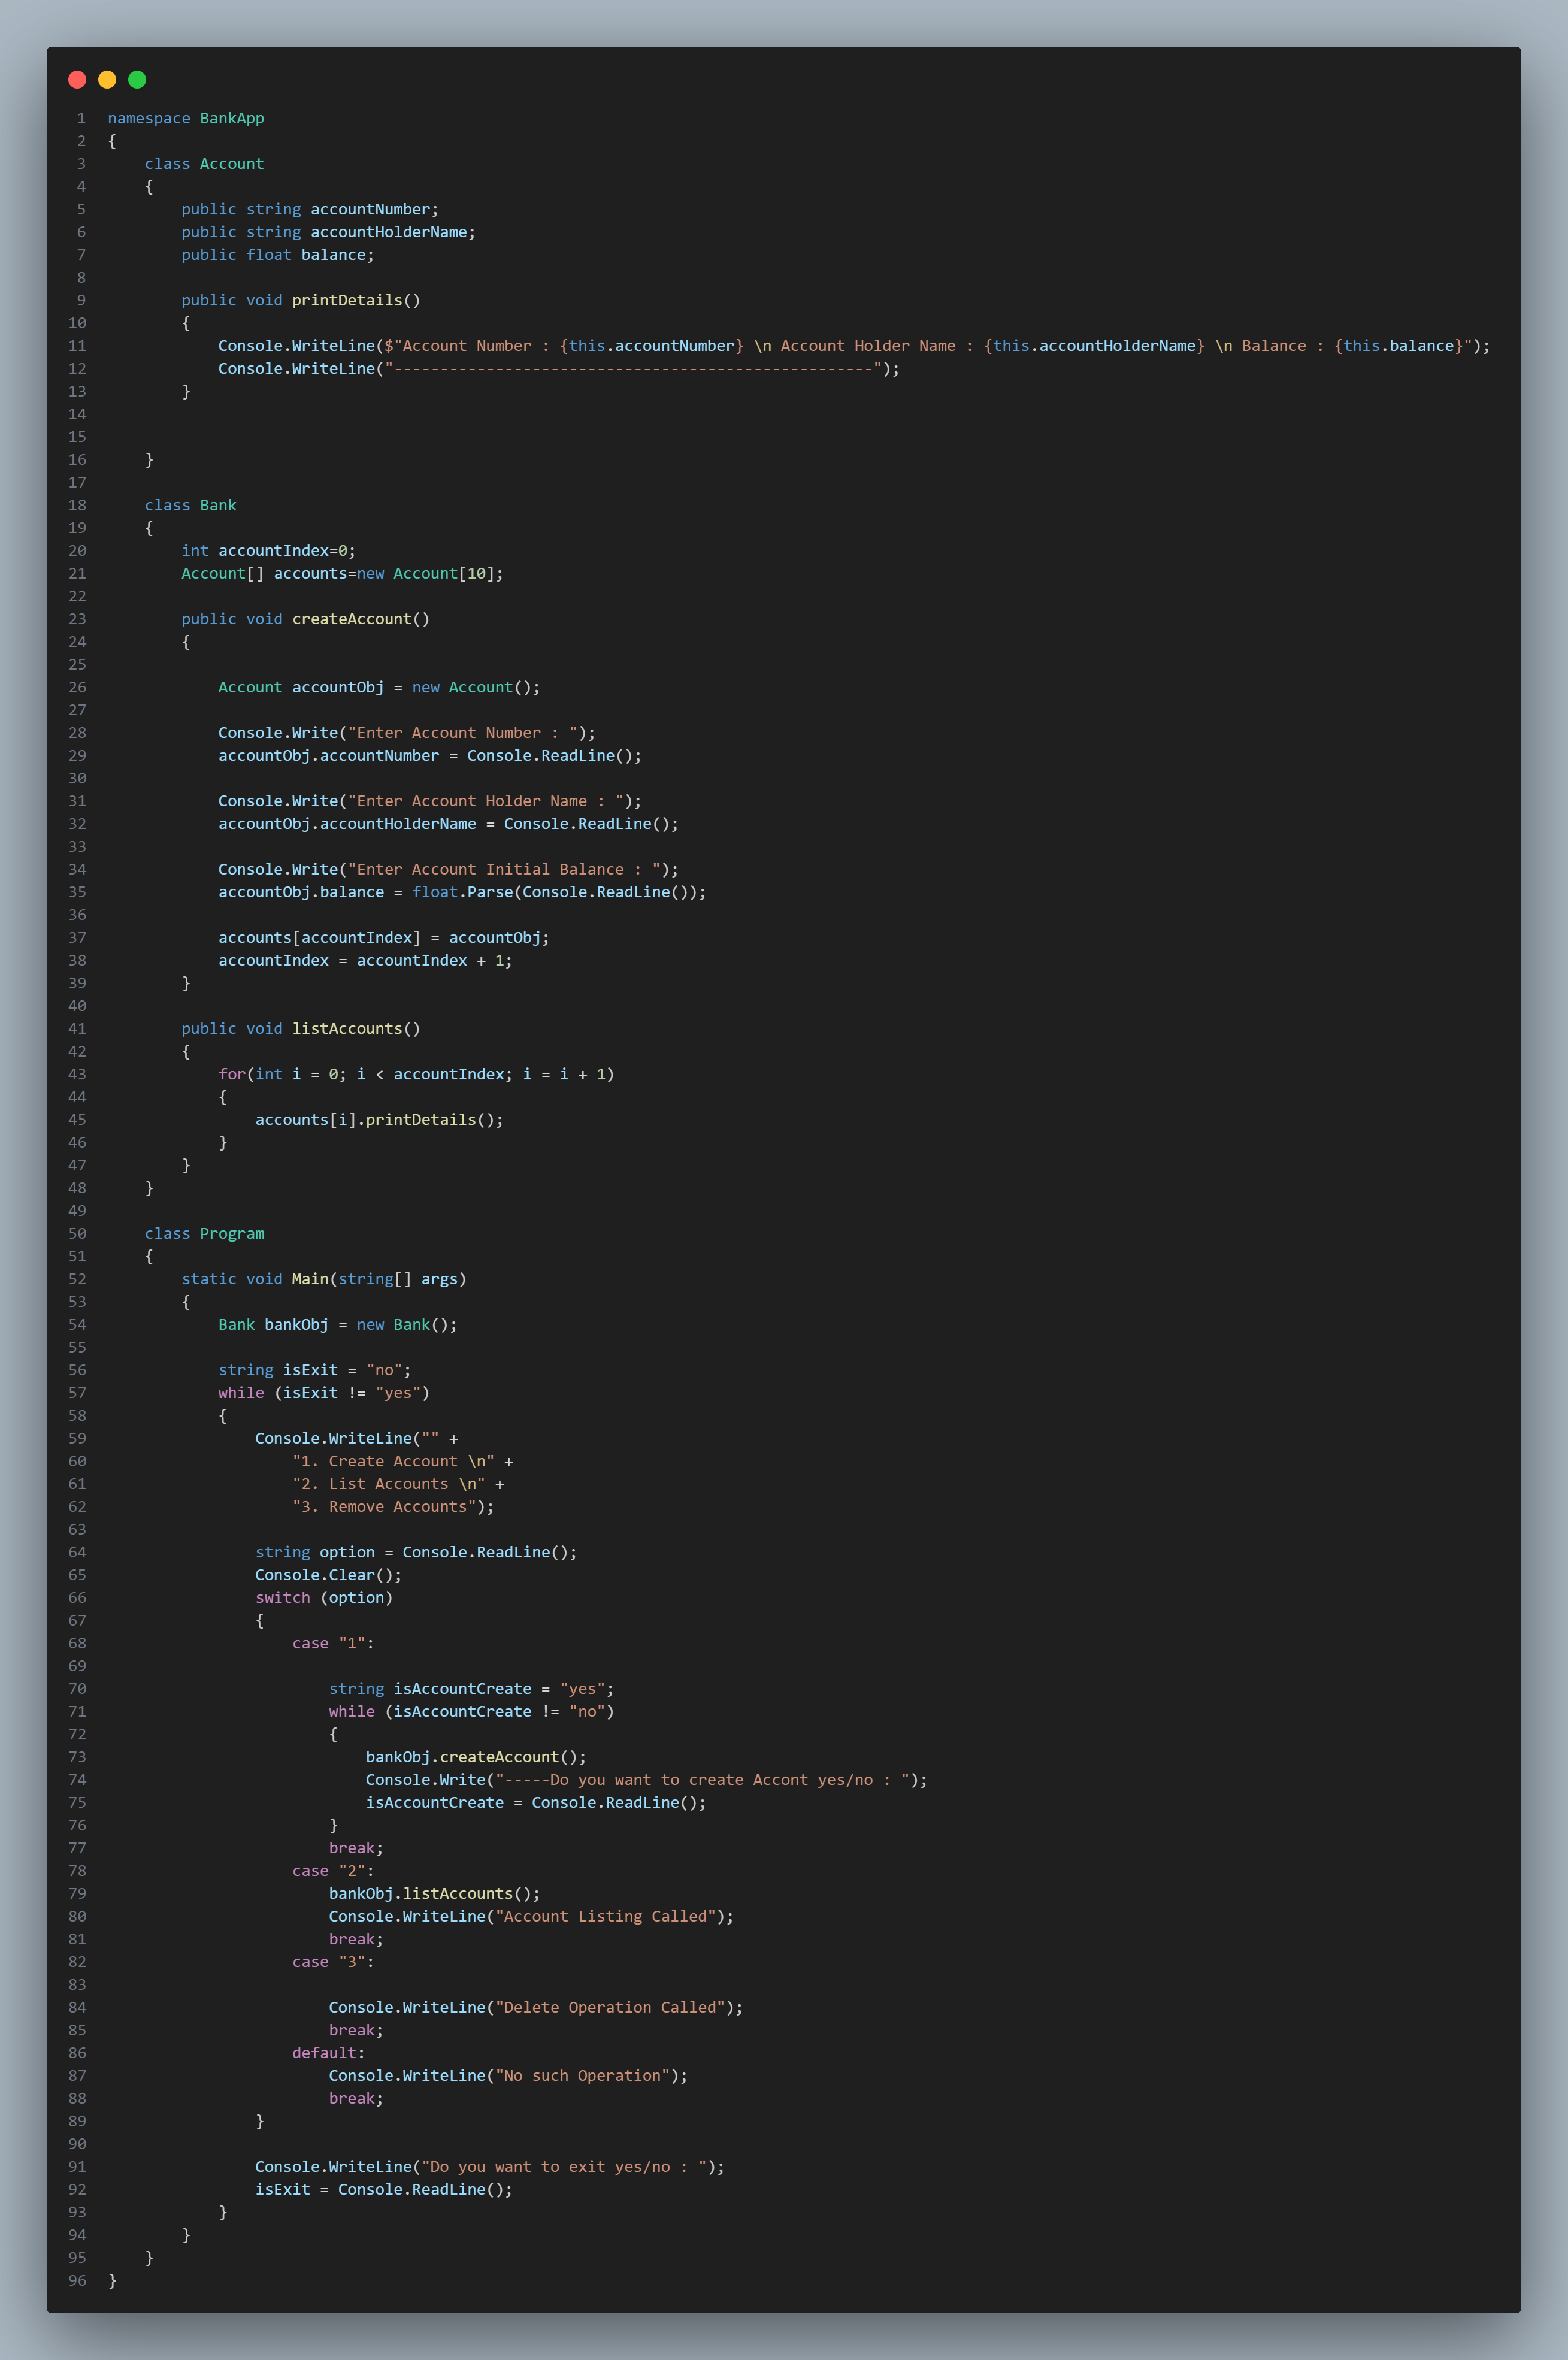 1 namespace BankApp
2 {
3     class Account
4     {
5         public string accountNumber;
6         public string accountHolderName;
7         public float balance;
8
9         public void printDetails()
10         {
11             Console.WriteLine($"Account Number : {this.accountNumber} \n Account Holder Name : {this.accountHolderName} \n Balance : {this.balance}");
12             Console.WriteLine("----------------------------------------------------");
13         }
14
15
16     }
17
18     class Bank
19     {
20         int accountIndex=0;
21         Account[] accounts=new Account[10];
22
23         public void createAccount()
24         {
25
26             Account accountObj = new Account();
27
28             Console.Write("Enter Account Number : ");
29             accountObj.accountNumber = Console.ReadLine();
30
31             Console.Write("Enter Account Holder Name : ");
32             accountObj.accountHolderName = Console.ReadLine();
33
34             Console.Write("Enter Account Initial Balance : ");
35             accountObj.balance = float.Parse(Console.ReadLine());
36
37             accounts[accountIndex] = accountObj;
38             accountIndex = accountIndex + 1;
39         }
40
41         public void listAccounts()
42         {
43             for(int i = 0; i < accountIndex; i = i + 1)
44             {
45                 accounts[i].printDetails();
46             }
47         }
48     }
49
50     class Program
51     {
52         static void Main(string[] args)
53         {
54             Bank bankObj = new Bank();
55
56             string isExit = "no";
57             while (isExit != "yes")
58             {
59                 Console.WriteLine("" +
60                     "1. Create Account \n" +
61                     "2. List Accounts \n" +
62                     "3. Remove Accounts");
63
64                 string option = Console.ReadLine();
65                 Console.Clear();
66                 switch (option)
67                 {
68                     case "1":
69
70                         string isAccountCreate = "yes";
71                         while (isAccountCreate != "no")
72                         {
73                             bankObj.createAccount();
74                             Console.Write("-----Do you want to create Accont yes/no : ");
75                             isAccountCreate = Console.ReadLine();
76                         }
77                         break;
78                     case "2":
79                         bankObj.listAccounts();
80                         Console.WriteLine("Account Listing Called");
81                         break;
82                     case "3":
83
84                         Console.WriteLine("Delete Operation Called");
85                         break;
86                     default:
87                         Console.WriteLine("No such Operation");
88                         break;
89                 }
90
91                 Console.WriteLine("Do you want to exit yes/no : ");
92                 isExit = Console.ReadLine();
93             }
94         }
95     }
96 }